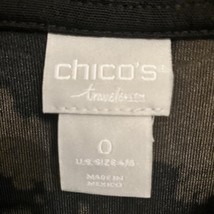 chico's
Travelers
0
U.S. SIZE 4/6
MADE IN
MEXICO